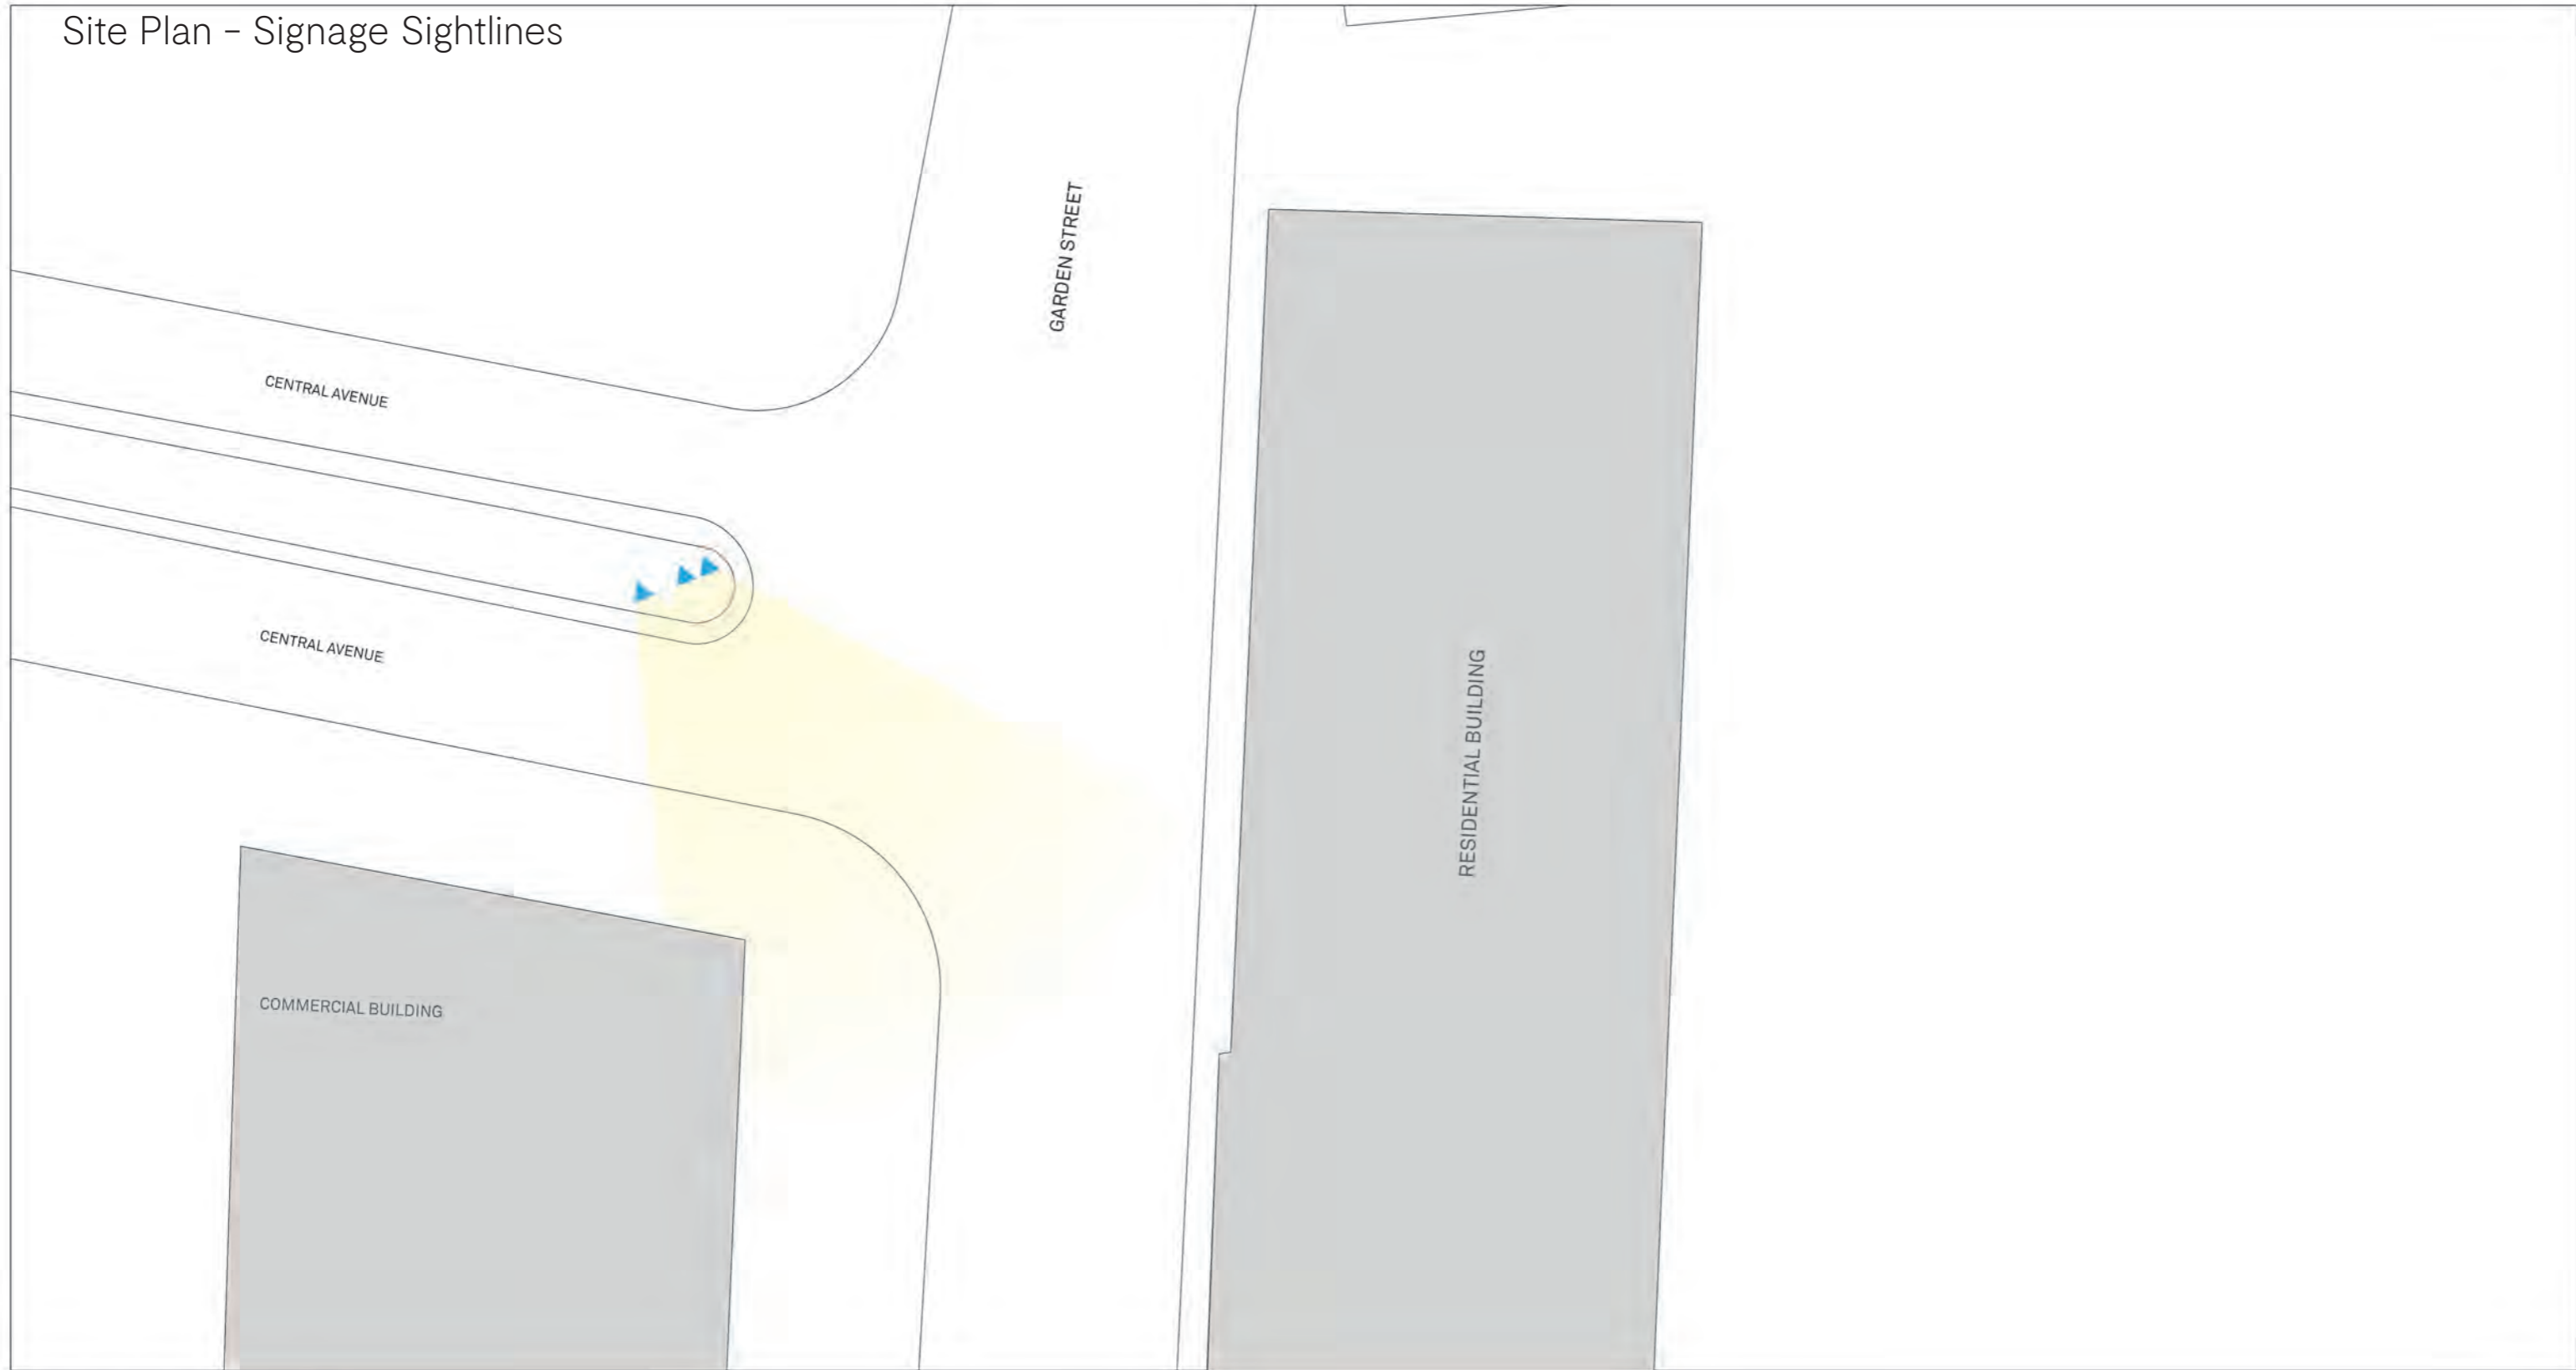 Site Plan – Signage Sightlines
GARDEN STREET
CENTRAL AVENUE
CENTRAL AVENUE
RESIDENTIAL BUILDING
COMMERCIAL BUILDING